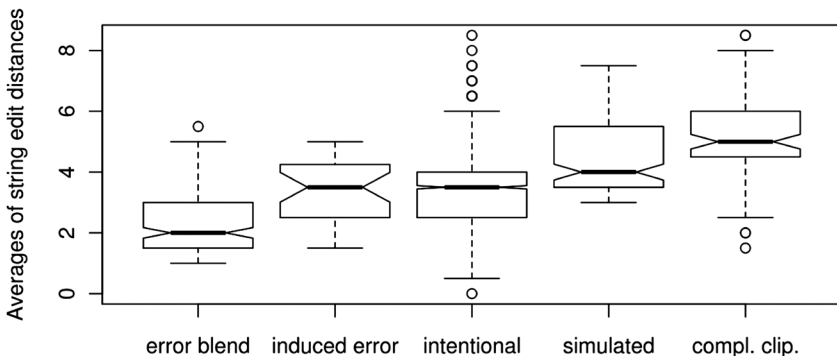 Averages of string edit distances
8
6
4
2
0
error blend
induced error
intentional
simulated
compl. clip.